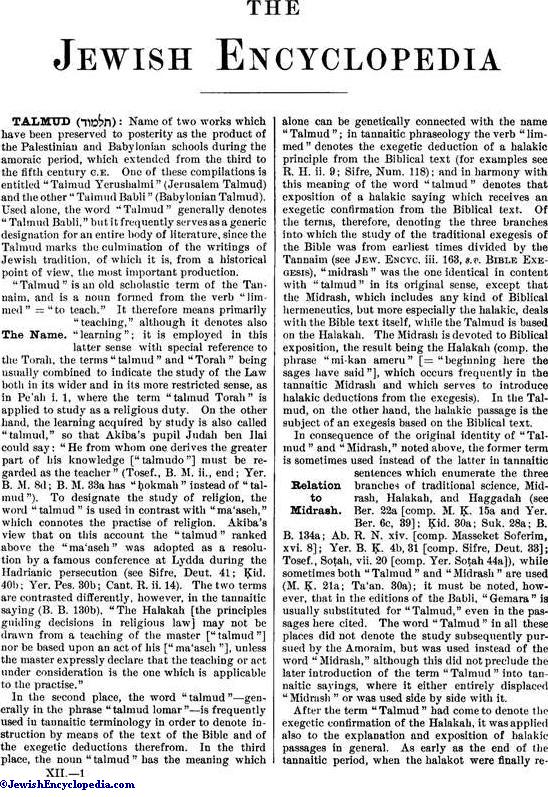 THE
JEWISH ENCYCLOPEDIA
TALMUD (תלמוד): Name of two works which
have been preserved to posterity as the product of
the Palestinian and Babylonian schools during the
amoraic period, which extended from the third to
the fifth century C.E. One of these compilations is
entitled "Talmud Yerushalmi" (Jerusalem Talmud)
and the other "Talmud Babli" (Babylonian Talmud).
Used alone, the word "Talmud" generally denotes
"Talmud Babli," but it frequently serves as a generic
designation for an entire body of literature, since the
Talmud marks the culmination of the writings of
Jewish tradition, of which it is, from a historical
point of view, the most important production.
"Talmud" is an old scholastic term of the Tan-
naim, and is a noun formed from the verb "lim-
med" = "to teach." It therefore means primarily
"teaching," although it denotes also
The Name. "learning"; it is employed in this
latter sense with special reference to
the Torah, the terms "talmud" and "Torah" being
usually combined to indicate the study of the Law
both in its wider and in its more restricted sense, as
in Pe'ah i. 1, where the term "talmud Torah" is
applied to study as a religious duty. On the other
hand, the learning acquired by study is also called
"talmud," so that Akiba's pupil Judah ben Ilai
could say: "He from whom one derives the greater
part of his knowledge ["talmudo"] must be re-
garded as the teacher" (Tosef., B. M. ii., end; Yer.
B. M. 8d; B. M. 33a has "ḥokmah" instead of "tal-
mud"). To designate the study of religion, the
word "talmud" is used in contrast with "ma'aseh,"
which connotes the practise of religion. Akiba's
view that on this account the "talmud" ranked
above the "ma'aseh" was adopted as a resolu-
tion by a famous conference at Lydda during the
Hadrianic persecution (see Sifre, Deut. 41; Ḳid.
40b; Yer. Pes. 30b; Cant. R. ii. 14). The two terms
are contrasted differently, however, in the tannaitic
saying (B. B. 130b), "The Halakah [the principles
guiding decisions in religious law] may not be
drawn from a teaching of the master ["talmud"]
nor be based upon an act of his ["ma'aseh"], unless
the master expressly declare that the teaching or act
under consideration is the one which is applicable
to the practise."
In the second place, the word "talmud"—gen-
erally in the phrase "talmud lomar"—is frequently
used in tannaitic terminology in order to denote in-
struction by means of the text of the Bible and of
the exegetic deductions therefrom. In the third
place, the noun "talmud" has the meaning which
XII.—1
alone can be genetically connected with the name
"Talmud"; in tannaitic phraseology the verb "lim-
med" denotes the exegetic deduction of a halakic
principle from the Biblical text (for examples see
R. H. ii. 9; Sifre, Num. 118); and in harmony with
this meaning of the word "talmud" denotes that
exposition of a halakic saying which receives an
exegetic confirmation from the Biblical text. Of
the terms, therefore, denoting the three branches
into which the study of the traditional exegesis of
the Bible was from earliest times divided by the
Tannaim (see JEW. ENCYC. iii. 163, s.v. BIBLE EXE-
GESIS), "midrash" was the one identical in content
with "talmud" in its original sense, except that
the Midrash, which includes any kind of Biblical
hermeneutics, but more especially the halakic, deals
with the Bible text itself, while the Talmud is based
on the Halakah. The Midrash is devoted to Biblical
exposition, the result being the Halakah (comp. the
phrase "mi-kan ameru" [= "beginning here the
sages have said"], which occurs frequently in the
tannaitic Midrash and which serves to introduce
halakic deductions from the exegesis). In the Tal-
mud, on the other hand, the halakic passage is the
subject of an exegesis based on the Biblical text.
In consequence of the original identity of "Tal-
mud" and "Midrash," noted above, the former term
is sometimes used instead of the latter in tannaitic
sentences which enumerate the three
Relation branches of traditional science, Mid-
to rash, Halakah, and Haggadah (see
Midrash. Ber. 22a [comp. M. Ḳ. 15a and Yer.
Ber. 6c, 39]; Ḳid. 30a; Suk. 28a; B.
B. 134a; Ab. R. N. xiv. [comp. Masseket Soferim,
xvi. 8]; Yer. B. Ḳ. 4b, 31 [comp. Sifre, Deut. 33];
Tosef., Soṭah, vii. 20 [comp. Yer. Soṭah 44a]), while
sometimes both "Talmud" and "Midrash" are used
(M. Ḳ. 21a; Ta'an. 30a); it must be noted, how-
ever, that in the editions of the Babli, "Gemara" is
usually substituted for "Talmud," even in the pas-
sages here cited. The word "Talmud" in all these
places did not denote the study subsequently pur-
sued by the Amoraim, but was used instead of the
word "Midrash," although this did not preclude the
later introduction of the term "Talmud" into tan-
naitic sayings, where it either entirely displaced
"Midrash" or was used side by side with it.
After the term "Talmud" had come to denote the
exegetic confirmation of the Halakah, it was applied
also to the explanation and exposition of halakic
passages in general. As early as the end of the
tannaitic period, when the halakot were finally re-
©JewishEncyclopedia.com